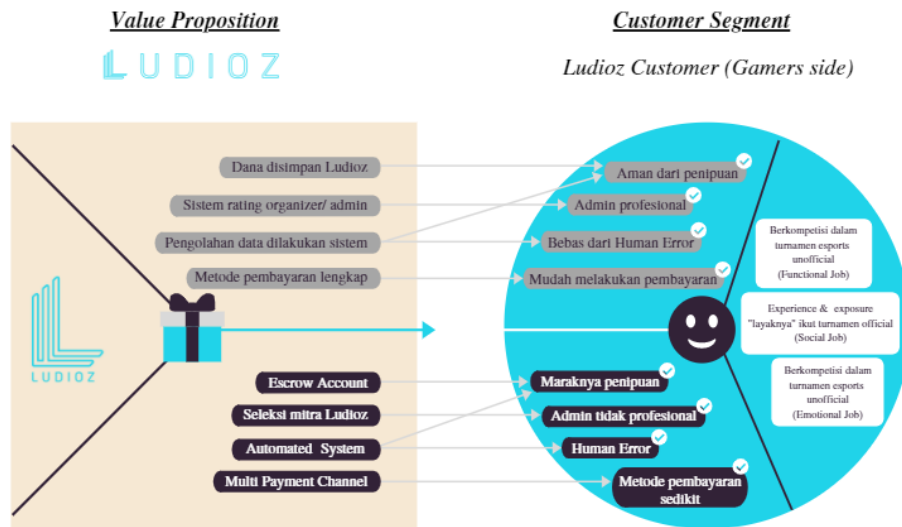 Value Proposition
LUDIOZ
Customer Segment
Ludioz Customer (Gamers side)
Dana disimpan Ludioz
Sistem rating organizer/ admin
Pengolahan data dilakukan sistem
Metode pembayaran lengkap
LUDIOZ
Escrow Account
Seleksi mitra Ludioz
Automated System
Multi Payment Channel
Aman dari penipuan
Admin profesional
Bebas dari Human Error
Mudah melakukan pembayaran
Maraknya penipuan
Admin tidak profesional
Human Error
Metode pembayaran
sedikit
Berkompetisi dalam
turnamen esports
unofficial
(Functional Job)
Experience & exposure
"layaknya" ikut turnamen official
(Social Job)
Berkompetisi dalam
turnamen esports
unofficial
(Emotional Job)